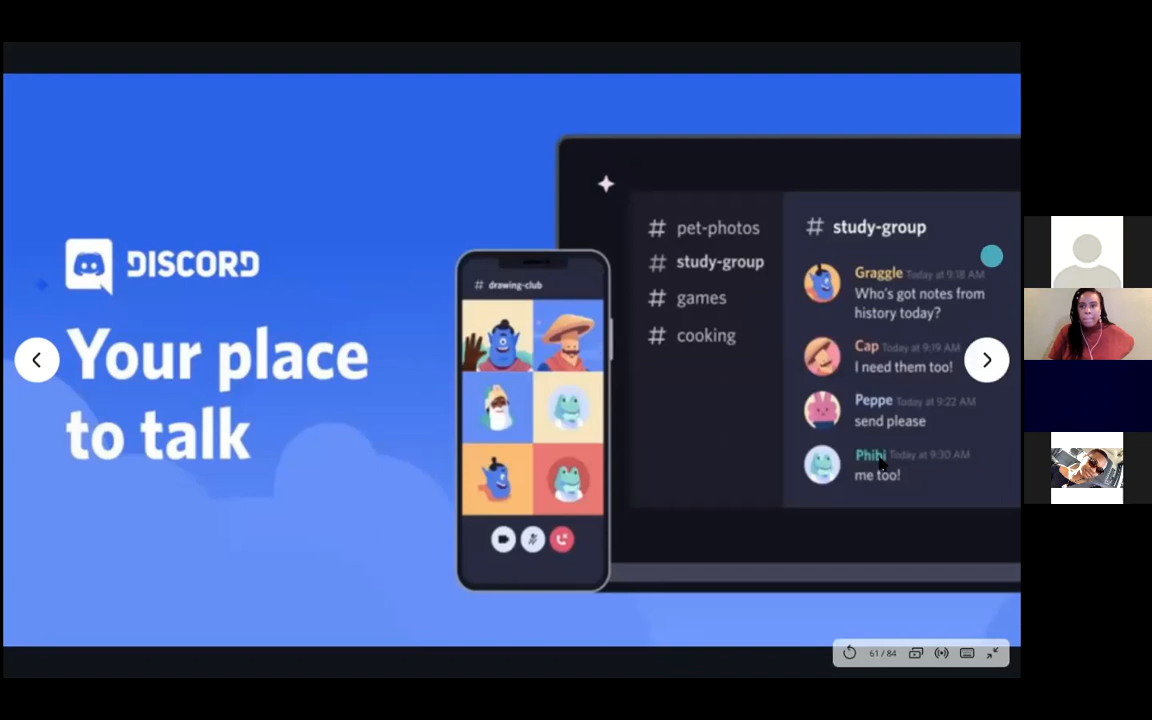 DISCORD
Your place
to talk
# drawing-club
# pet-photos
# study-group
# games
# cooking
# study-group
Graggle Today at 9:18 AM
Who's got notes from
history today?
Cap Today at 9:19 AM
I need them too!
Peppe Today at 9:22 AM
send please
Phibi Today at 9:30 AM
me too!
61 / 84